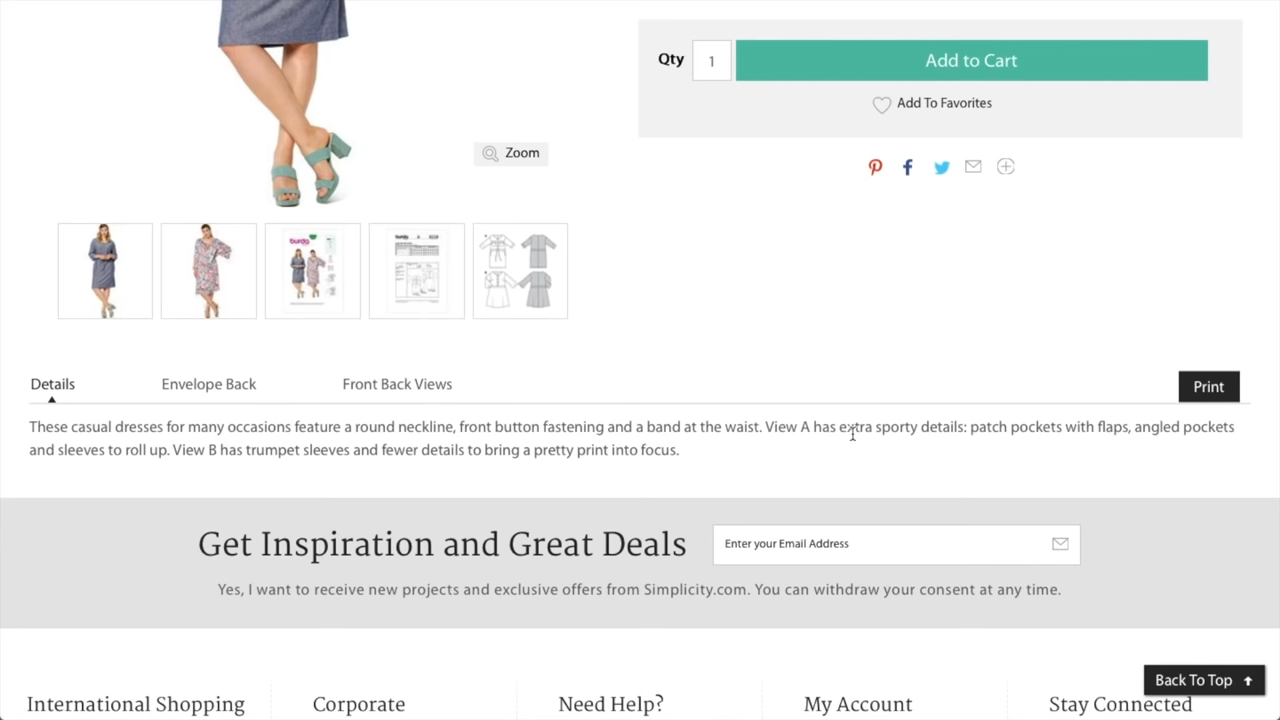 Qty
1
Add to Cart
Add To Favorites
Zoom
burda
Details
Envelope Back
Front Back Views
Print
These casual dresses for many occasions feature a round neckline, front button fastening and a band at the waist. View A has extra sporty details: patch pockets with flaps, angled pockets
and sleeves to roll up. View B has trumpet sleeves and fewer details to bring a pretty print into focus.
Get Inspiration and Great Deals
Enter your Email Address
Yes, I want to receive new projects and exclusive offers from Simplicity.com. You can withdraw your consent at any time.
Back To Top
International Shopping
Corporate
Need Help?
My Account
Stay Connected